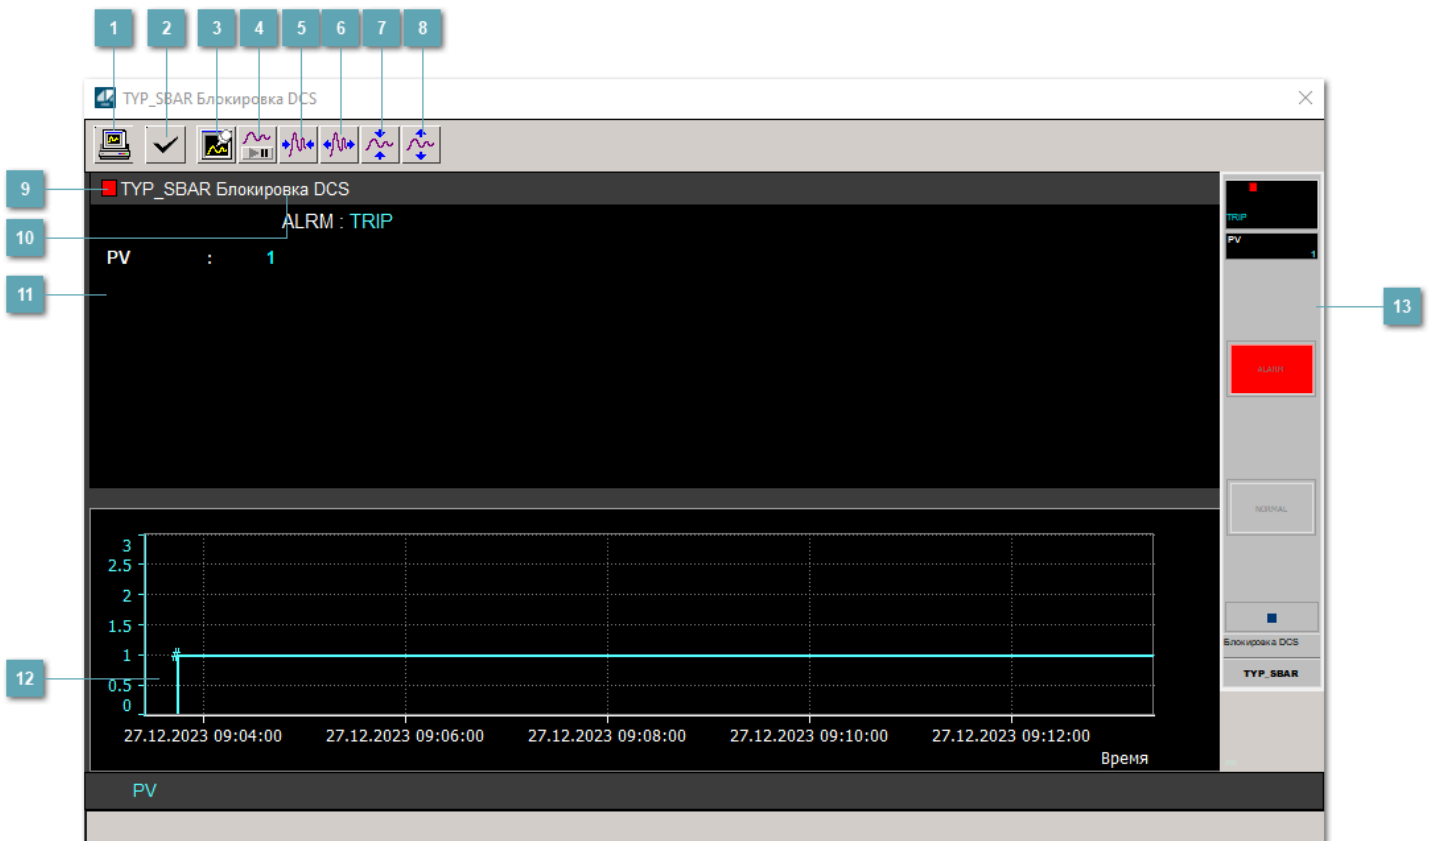 1 2 3 4 5 6 7 8
TYP_SBAR Блокировка DCS
9
TYP_SBAR Блокировка DCS
10
ALRM : TRIP
PV : 1
11
TRIP
PV
1
13
ALARM
NORMAL
Блокировка DCS
TYP_SBAR
3
2.5
2
1.5
1
12
0.5
0
27.12.2023 09:04:00 27.12.2023 09:06:00 27.12.2023 09:08:00 27.12.2023 09:10:00 27.12.2023 09:12:00
Время
PV